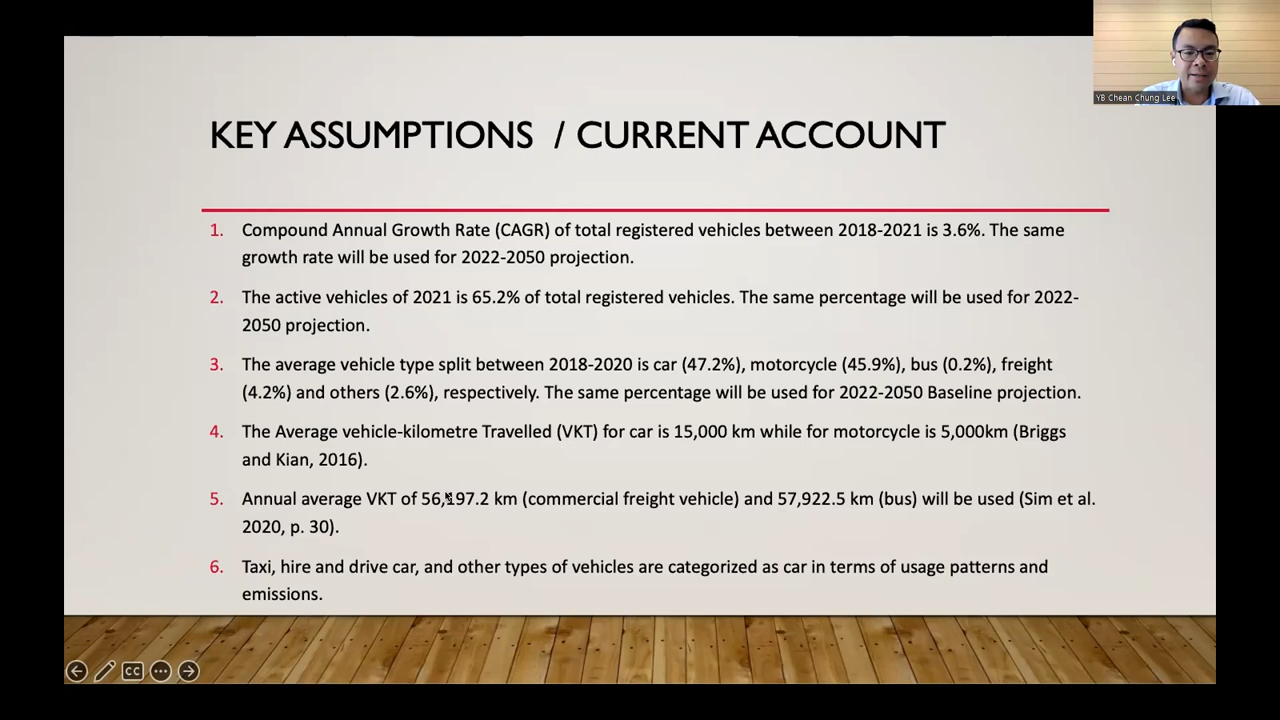 YB Chean Chung Lee
KEY ASSUMPTIONS / CURRENT ACCOUNT
1. Compound Annual Growth Rate (CAGR) of total registered vehicles between 2018-2021 is 3.6%. The same
growth rate will be used for 2022-2050 projection.
2. The active vehicles of 2021 is 65.2% of total registered vehicles. The same percentage will be used for 2022-
2050 projection.
3. The average vehicle type split between 2018-2020 is car (47.2%), motorcycle (45.9%), bus (0.2%), freight
(4.2%) and others (2.6%), respectively. The same percentage will be used for 2022-2050 Baseline projection.
4. The Average vehicle-kilometre Travelled (VKT) for car is 15,000 km while for motorcycle is 5,000km (Briggs
and Kian, 2016).
5. Annual average VKT of 56,197.2 km (commercial freight vehicle) and 57,922.5 km (bus) will be used (Sim et al.
2020, p. 30).
6. Taxi, hire and drive car, and other types of vehicles are categorized as car in terms of usage patterns and
emissions.
CC